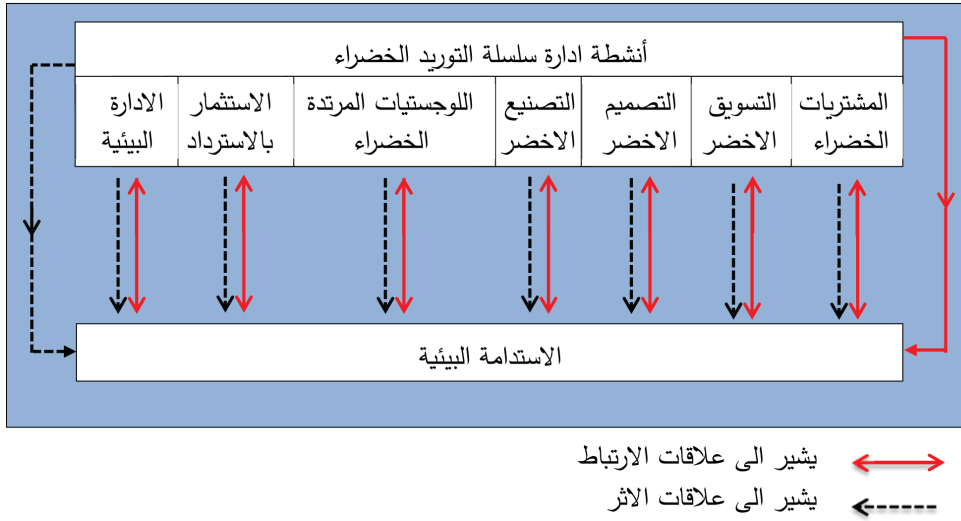 أنشطة ادارة سلسلة التوريد الخضراء
المشتريات
الخضراء
التسويق
الاخضر
التصميم
الاخضر
التصنيع
الاخضر
اللوجستيات المرتدة
الخضراء
الاستثمار
بالاسترداد
الادارة
البيئية
الاستدامة البيئية
يشير الى علاقات الارتباط
يشير الى علاقات الاثر